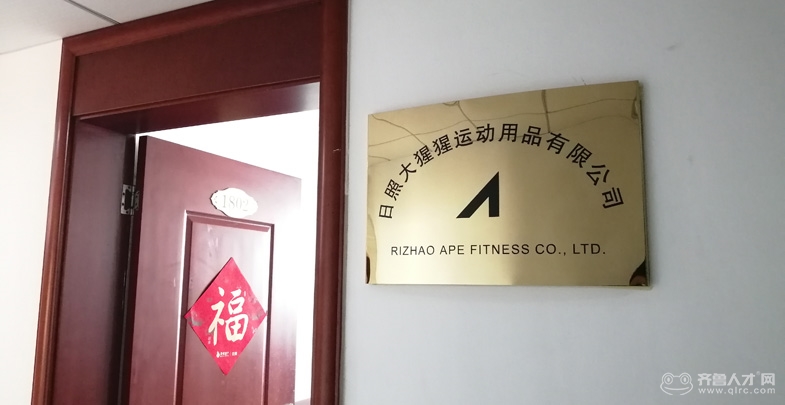 1802
福
日照大猩猩运动用品有限公司
RIZHAO APE FITNESS CO., LTD.
齐鲁人才网
www.qlrc.com